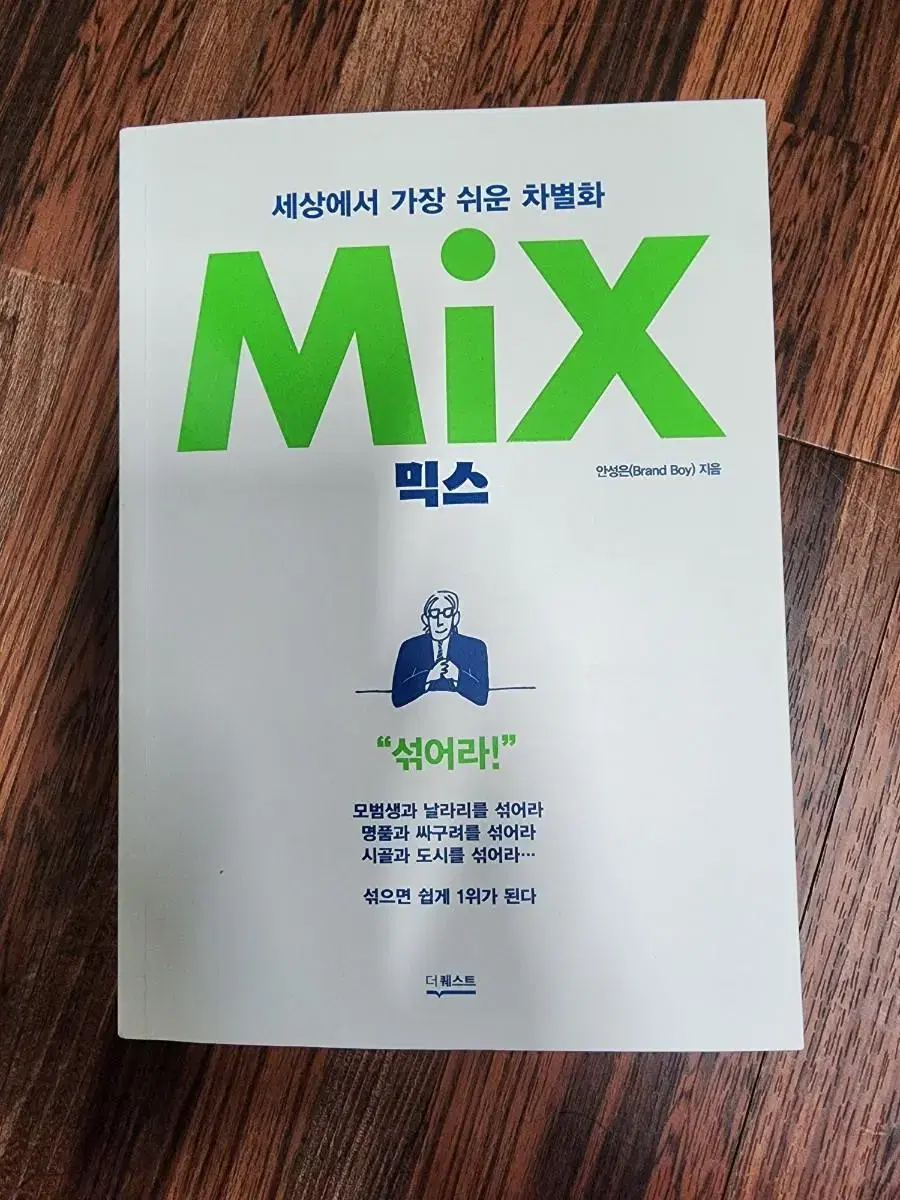 세상에서 가장 쉬운 차별화
MiX
믹스
안성은(Brand Boy) 지음
“섞어라!”
모범생과 날라리를 섞어라
명품과 싸구려를 섞어라
시골과 도시를 섞어라…
섞으면 쉽게 1위가 된다
더퀘스트